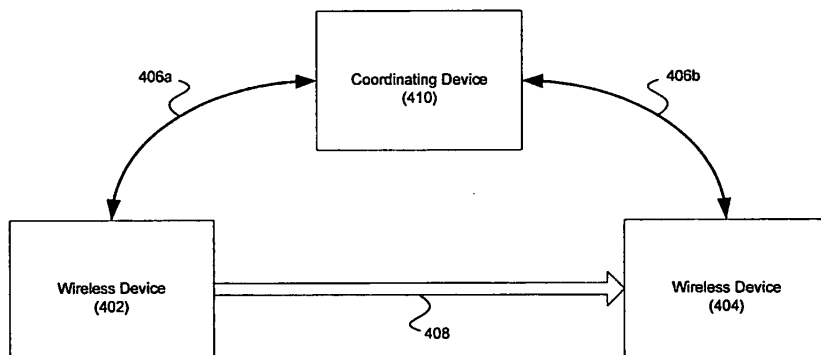 406a
Coordinating Device
(410)
406b
Wireless Device
(402)
408
Wireless Device
(404)